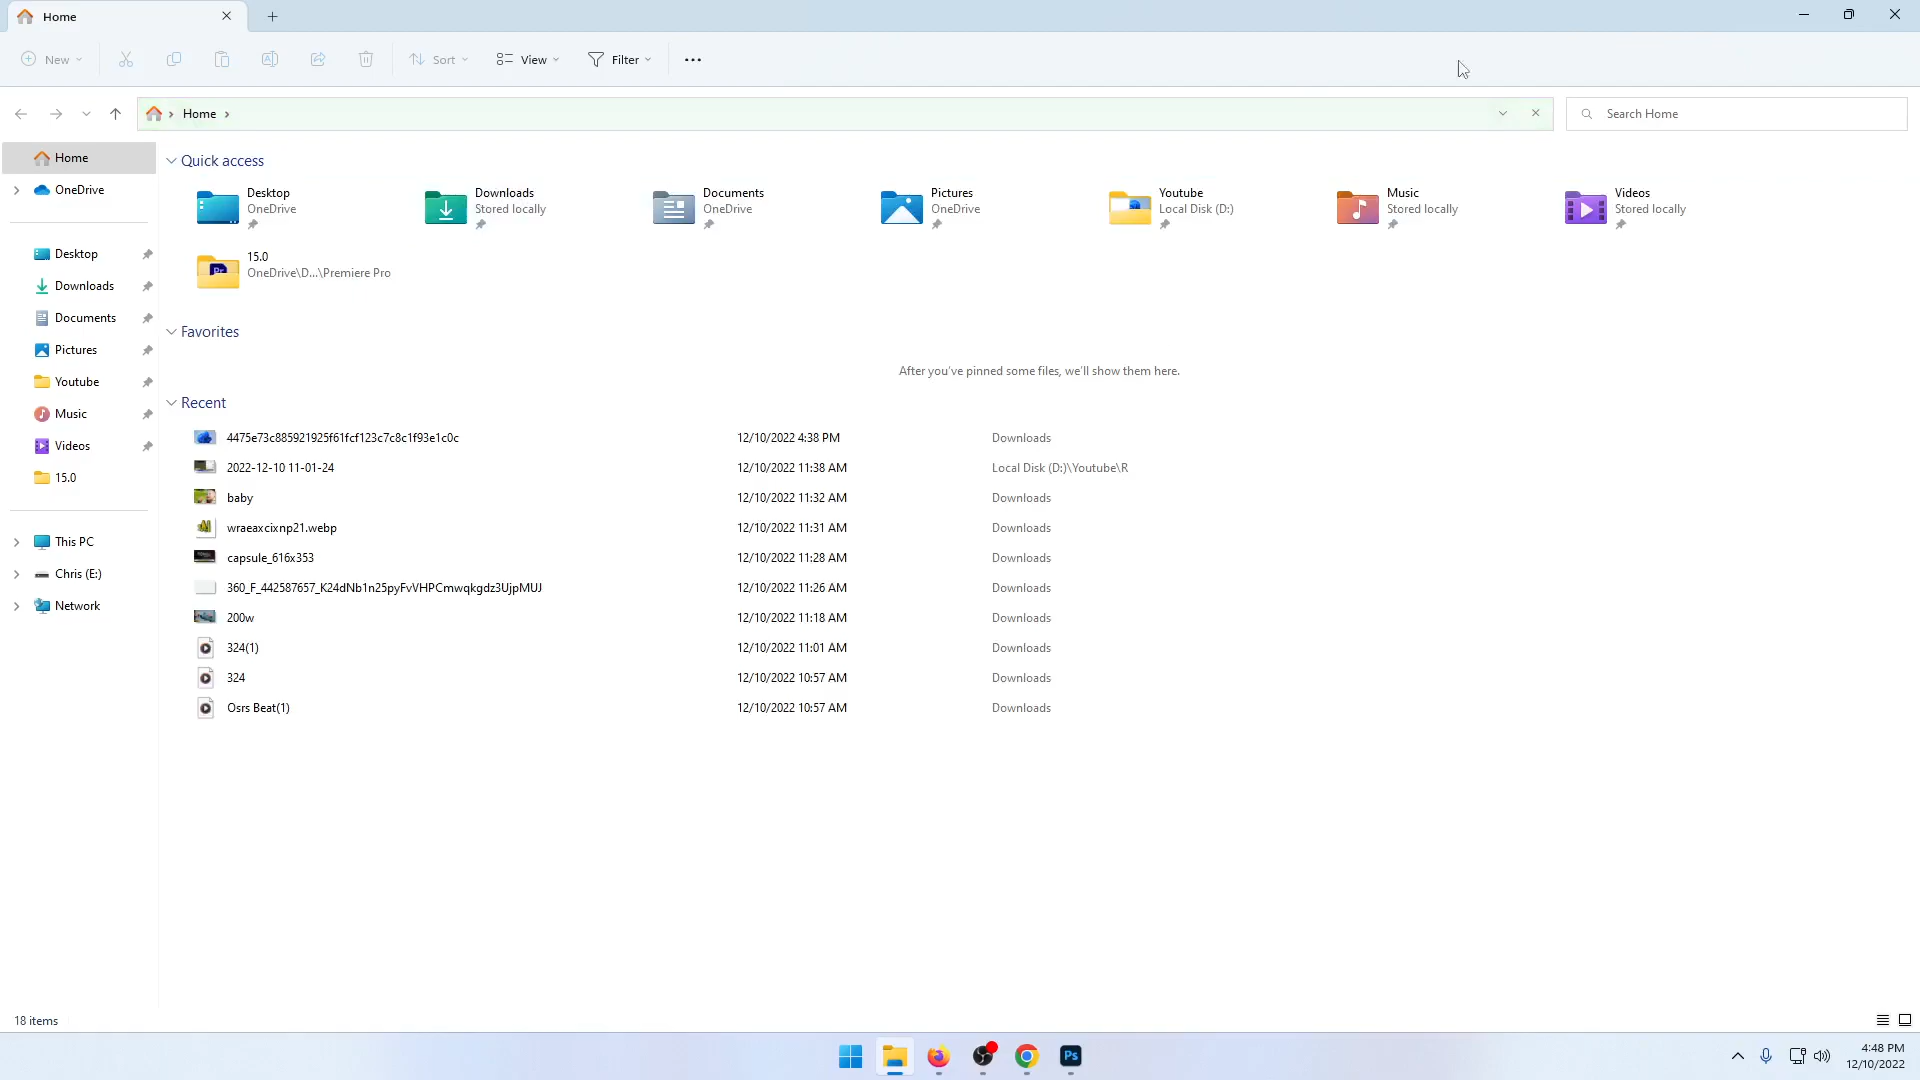 Home
New
Sort
View
Filter
Home
Search Home
Home
OneDrive
Desktop
Downloads
Documents
Pictures
Youtube
Music
Videos
15.0
This PC
Chris (E:)
Network
Quick access
Desktop
OneDrive
Downloads
Stored locally
Documents
OneDrive
Pictures
OneDrive
Youtube
Local Disk (D:)
Music
Stored locally
Videos
Stored locally
15.0
OneDrive\D...\Premiere Pro
Favorites
After you've pinned some files, we'll show them here.
Recent
4475e73c885921925f61fcf123c7c8c1f93e1c0c 12/10/2022 4:38 PM Downloads
2022-12-10 11-01-24 12/10/2022 11:38 AM Local Disk (D:)\Youtube\R
baby 12/10/2022 11:32 AM Downloads
wraeaxcixnp21.webp 12/10/2022 11:31 AM Downloads
capsule_616x353 12/10/2022 11:28 AM Downloads
360_F_442587657_K24dNb1n25pyFvVHPCmwqkgdz3UjpMUJ 12/10/2022 11:26 AM Downloads
200w 12/10/2022 11:18 AM Downloads
324(1) 12/10/2022 11:01 AM Downloads
324 12/10/2022 10:57 AM Downloads
Osrs Beat(1) 12/10/2022 10:57 AM Downloads
18 items
Ps
4:48 PM
12/10/2022